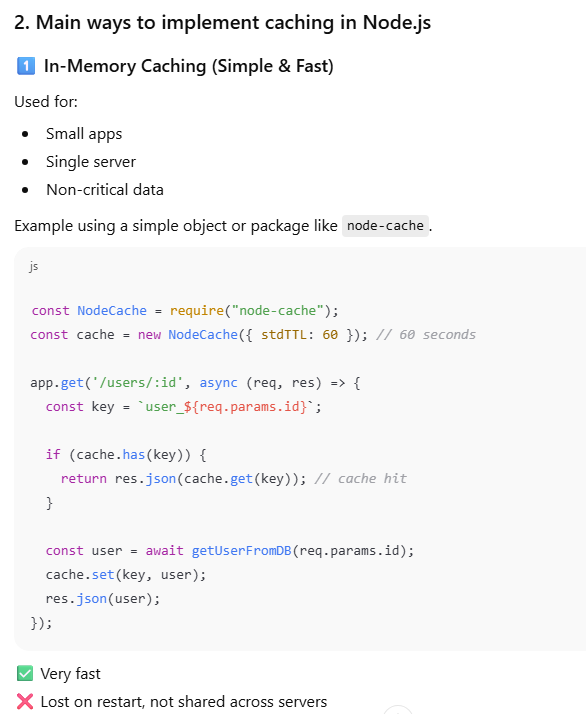 2. Main ways to implement caching in Node.js
1️⃣ In-Memory Caching (Simple & Fast)
Used for:
• Small apps
• Single server
• Non-critical data
Example using a simple object or package like node-cache.
js
const NodeCache = require("node-cache");
const cache = new NodeCache({ stdTTL: 60 }); // 60 seconds

app.get('/users/:id', async (req, res) => {
  const key = `user_${req.params.id}`;

  if (cache.has(key)) {
    return res.json(cache.get(key)); // cache hit
  }

  const user = await getUserFromDB(req.params.id);
  cache.set(key, user);
  res.json(user);
});
✅ Very fast
❌ Lost on restart, not shared across servers